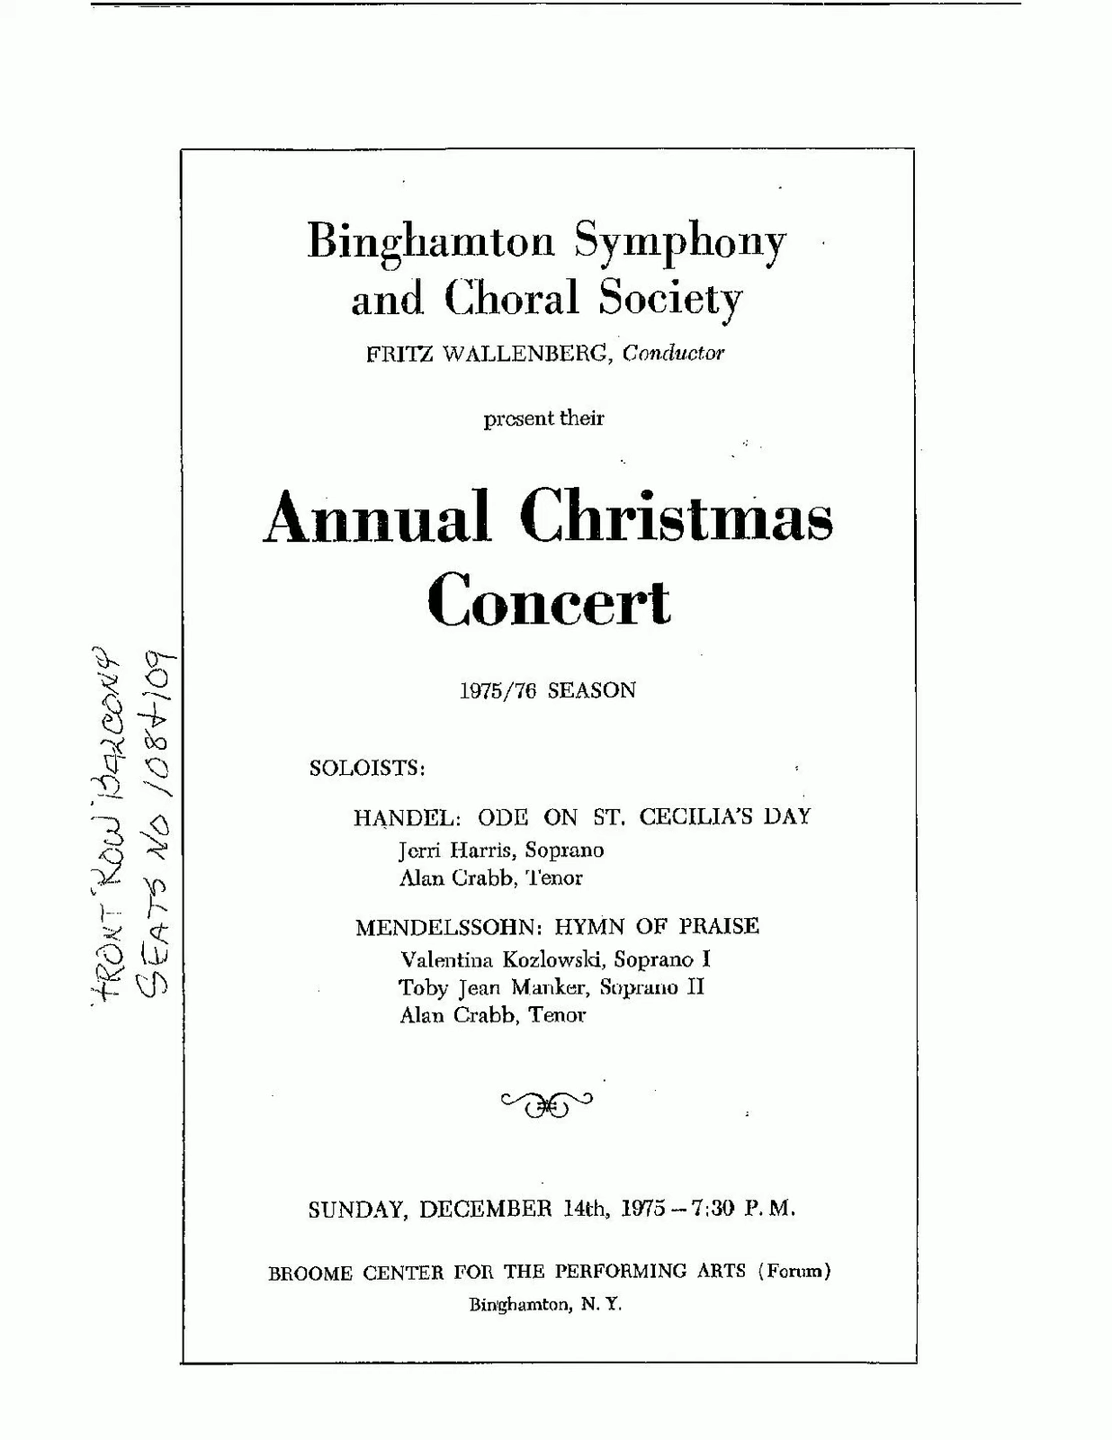 Binghamton Symphony
and Choral Society
FRITZ WALLENBERG, Conductor
present their
Annual Christmas
Concert
1975/76 SEASON
SOLOISTS:
HANDEL: ODE ON ST. CECILIA'S DAY
Jerri Harris, Soprano
Alan Crabb, Tenor
MENDELSSOHN: HYMN OF PRAISE
Valentina Kozlowski, Soprano I
Toby Jean Manker, Soprano II
Alan Crabb, Tenor
SUNDAY, DECEMBER 14th, 1975 – 7:30 P. M.
BROOME CENTER FOR THE PERFORMING ARTS (Forum)
Binghamton, N. Y.
FRONT ROW BALCONY
SEATS NO 108+109